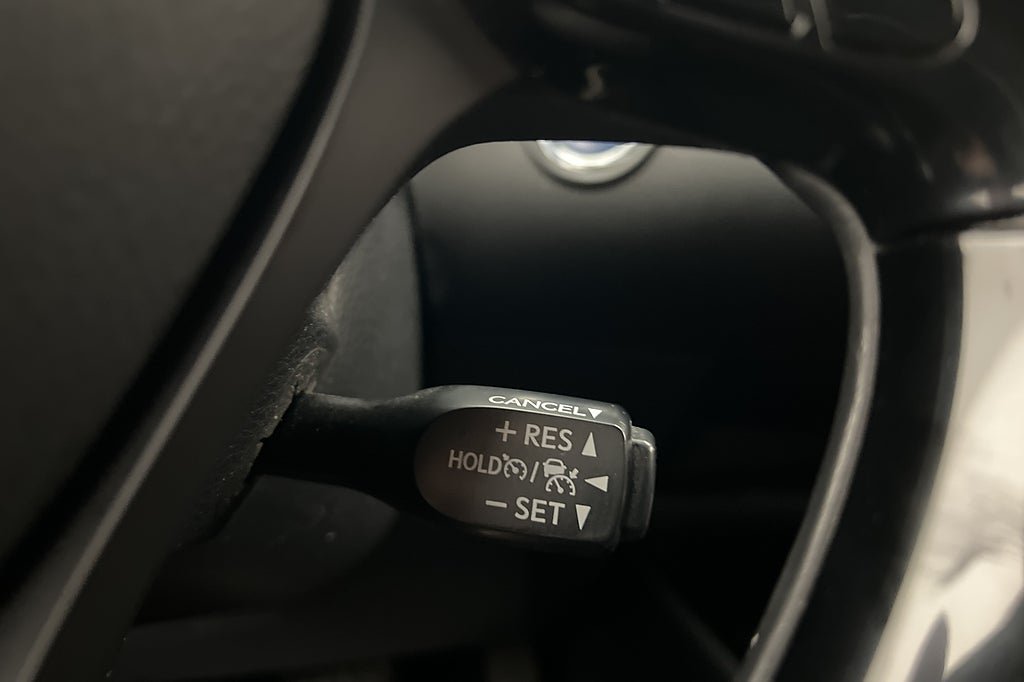 CANCEL▼
+ RES ▲
HOLD / ◀
− SET ▼